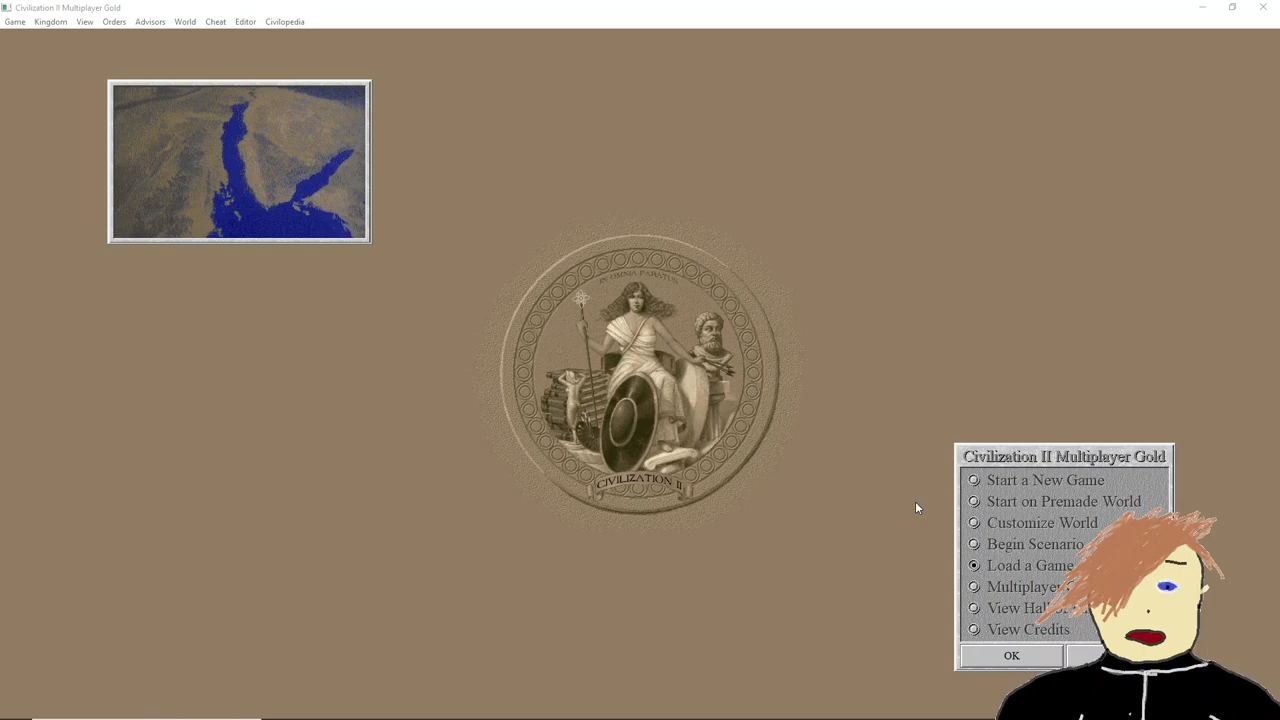 Civilization II Multiplayer Gold
Game Kingdom View Orders Advisors World Cheat Editor Civilopedia
IN OMNIA PARATUS
CIVILIZATION II
Civilization II Multiplayer Gold
Start a New Game
Start on Premade World
Customize World
Begin Scenario
Load a Game
Multiplayer
View Hall
View Credits
OK